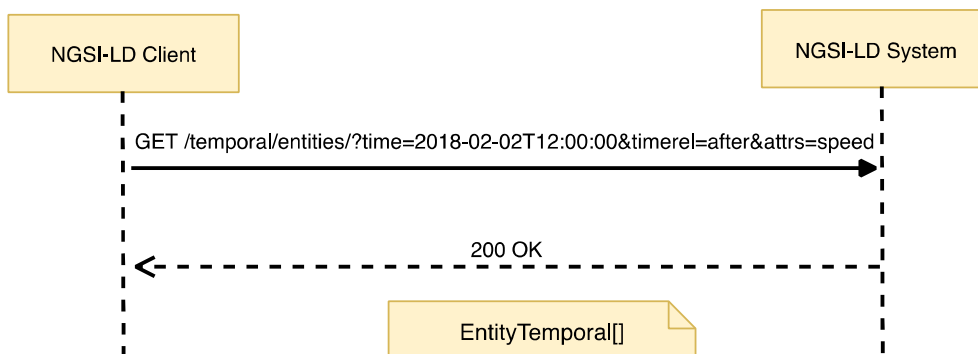 NGSI-LD Client
NGSI-LD System
GET /temporal/entities/?time=2018-02-02T12:00:00&timerel=after&attrs=speed
200 OK
EntityTemporal[]